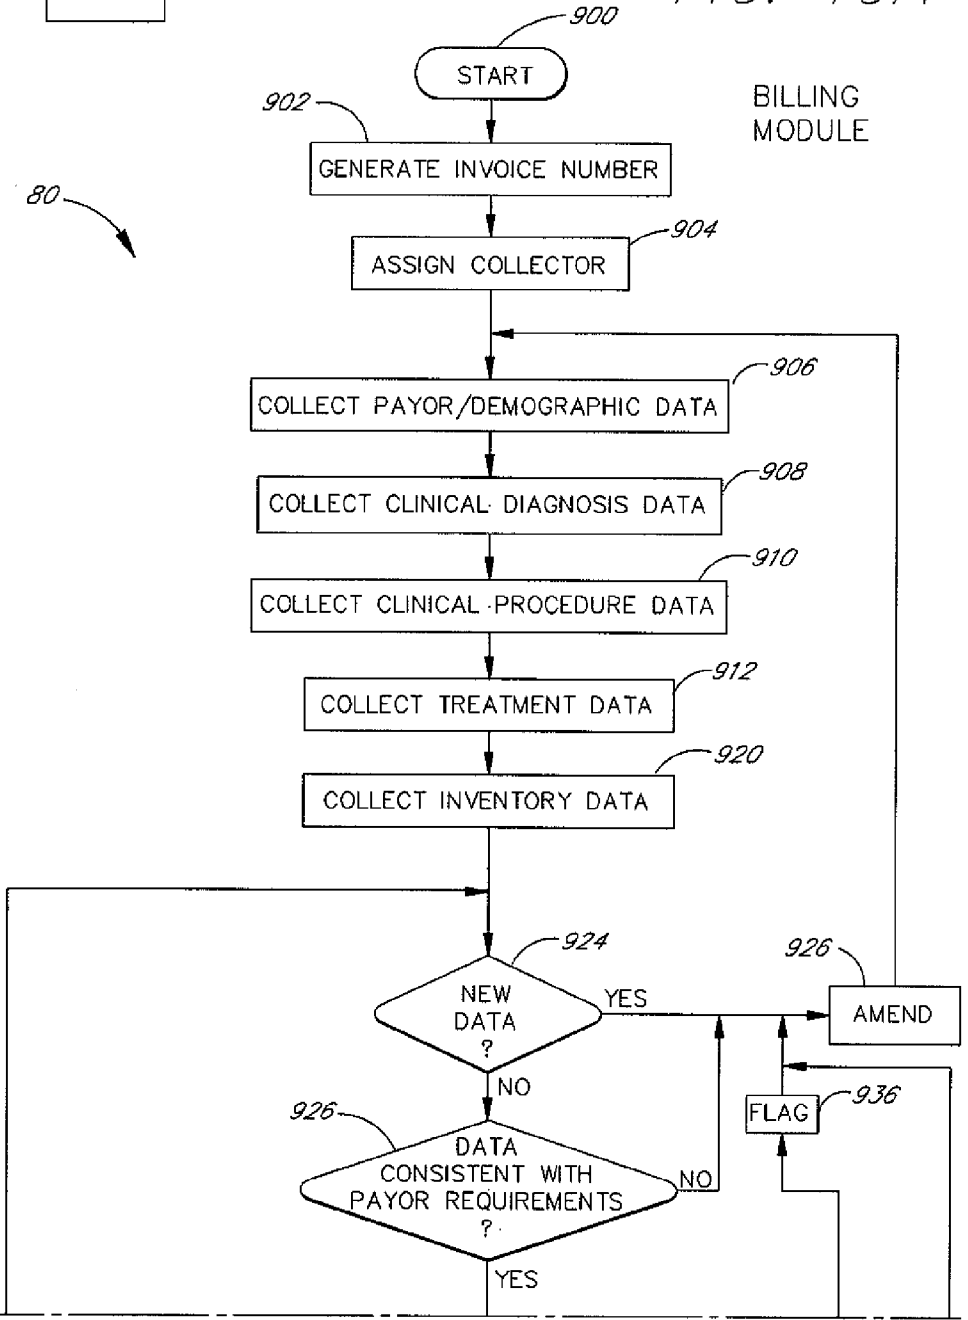 900
START
BILLING
MODULE
902
GENERATE INVOICE NUMBER
80
904
ASSIGN COLLECTOR
906
COLLECT PAYOR/DEMOGRAPHIC DATA
908
COLLECT CLINICAL DIAGNOSIS DATA
910
COLLECT CLINICAL PROCEDURE DATA
912
COLLECT TREATMENT DATA
920
COLLECT INVENTORY DATA
924
926
NEW
DATA
?
YES
AMEND
NO
936
FLAG
926
DATA
CONSISTENT WITH
PAYOR REQUIREMENTS
?
NO
YES